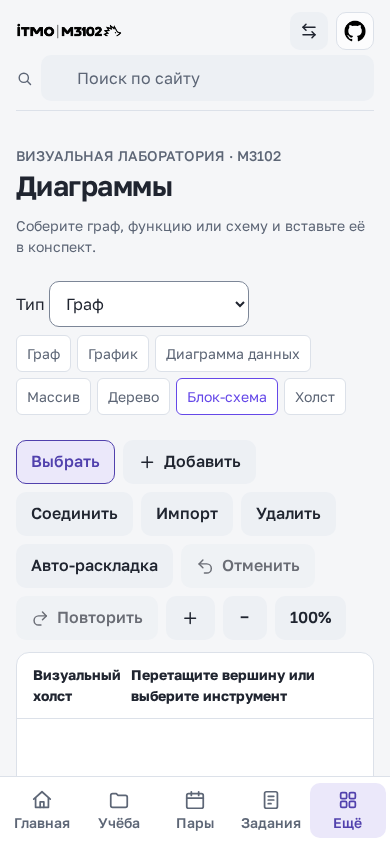 iTMO | M3102
Поиск по сайту
ВИЗУАЛЬНАЯ ЛАБОРАТОРИЯ · M3102
Диаграммы
Соберите граф, функцию или схему и вставьте её
в конспект.
Тип Граф
Граф График Диаграмма данных
Массив Дерево Блок-схема Холст
Выбрать + Добавить
Соединить Импорт Удалить
Авто-раскладка Отменить
Повторить + − 100%
Визуальный Перетащите вершину или
холст выберите инструмент
Главная Учёба Пары Задания Ещё